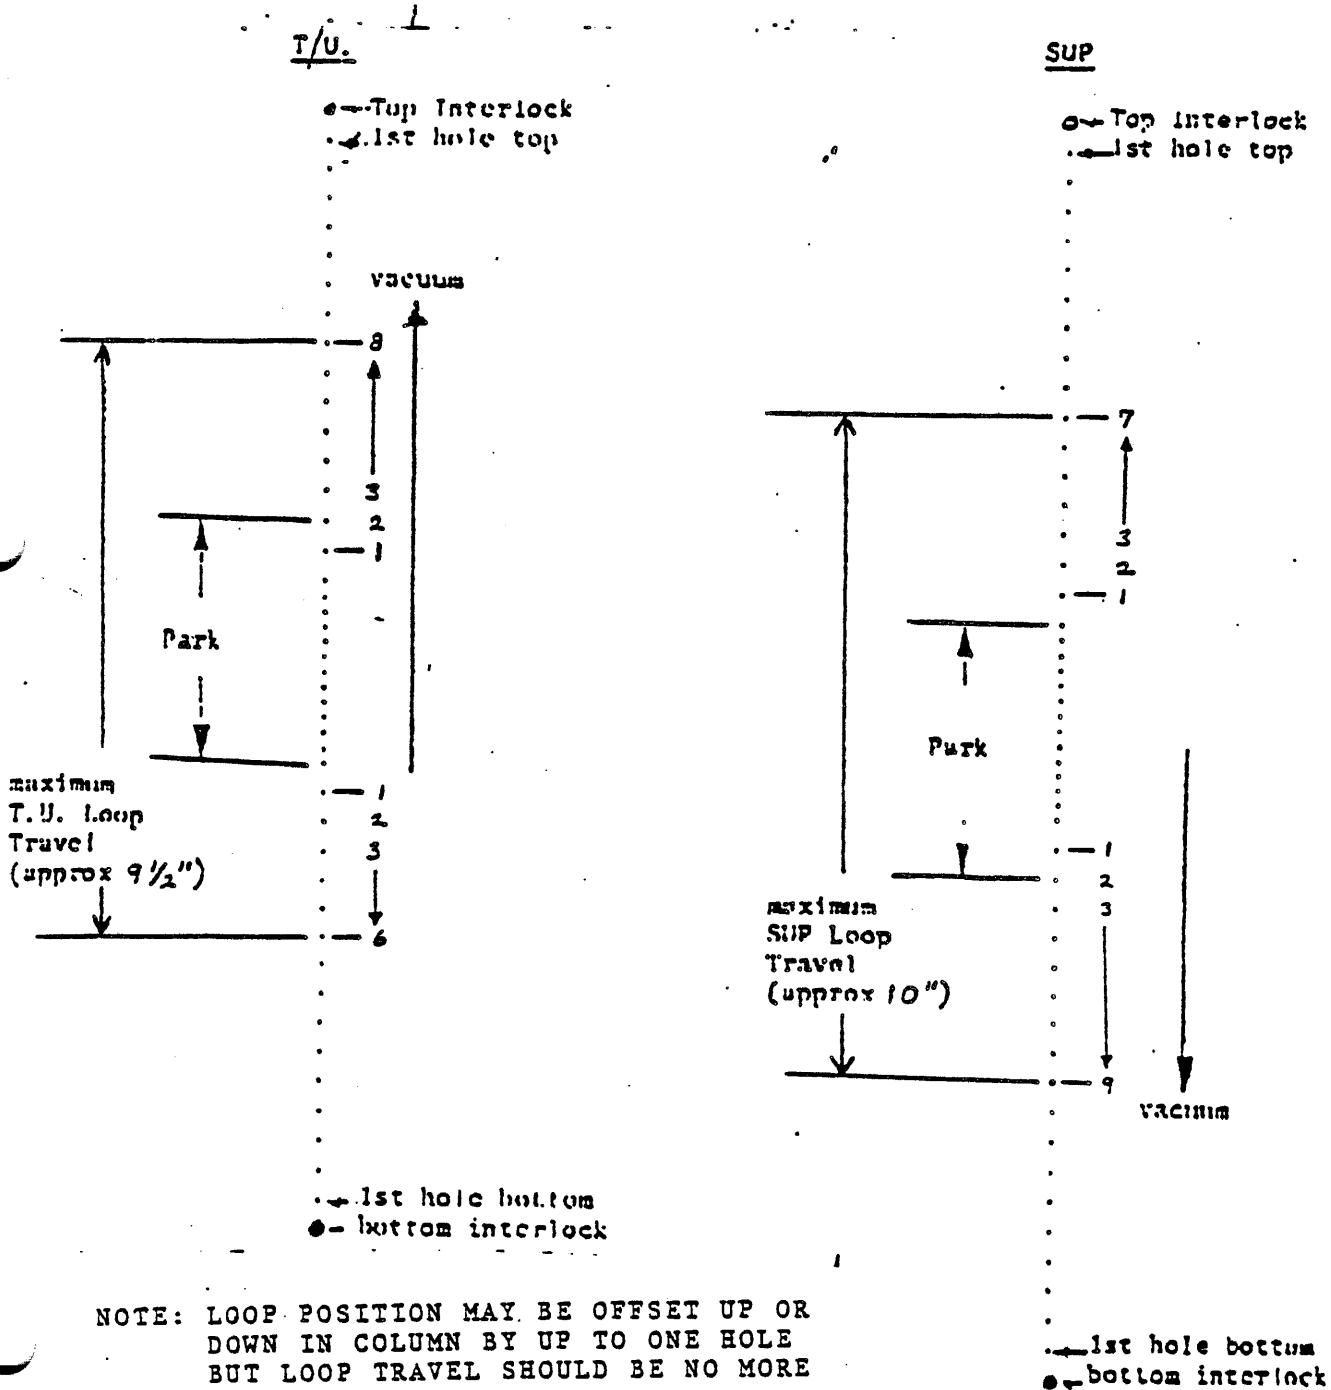 T/U.
Top Interlock
1st hole top
vacuum
8
3
2
1
Park
1
2
3
6
maximum
T.U. Loop
Travel
(approx 9 1/2")
1st hole bottom
bottom interlock
SUP
Top interlock
1st hole top
7
3
2
1
Park
1
2
3
9
maximum
SUP Loop
Travel
(approx 10")
vacuum
1st hole bottom
bottom interlock
NOTE: LOOP POSITION MAY BE OFFSET UP OR
DOWN IN COLUMN BY UP TO ONE HOLE
BUT LOOP TRAVEL SHOULD BE NO MORE